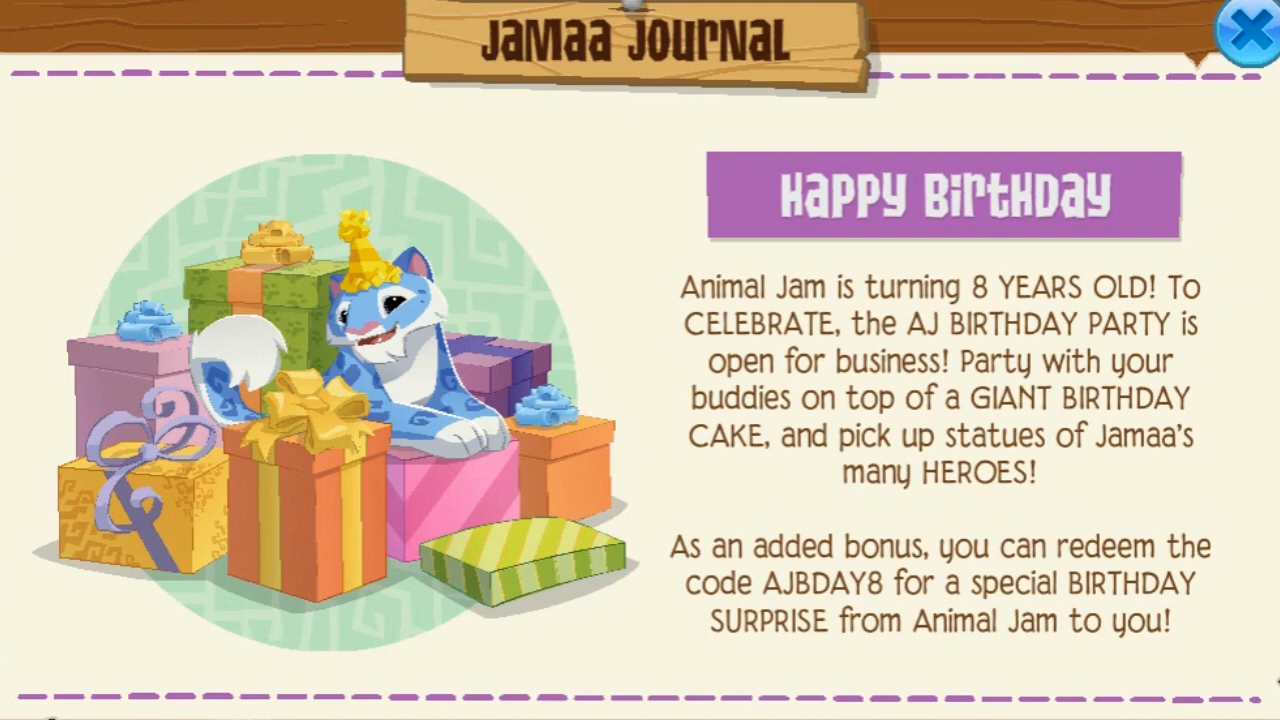 JAMAA JOURNAL
HAPPY BIRTHDAY
Animal Jam is turning 8 YEARS OLD! To
CELEBRATE, the AJ BIRTHDAY PARTY is
open for business! Party with your
buddies on top of a GIANT BIRTHDAY
CAKE, and pick up statues of Jamaa's
many HEROES!
As an added bonus, you can redeem the
code AJBDAY8 for a special BIRTHDAY
SURPRISE from Animal Jam to you!